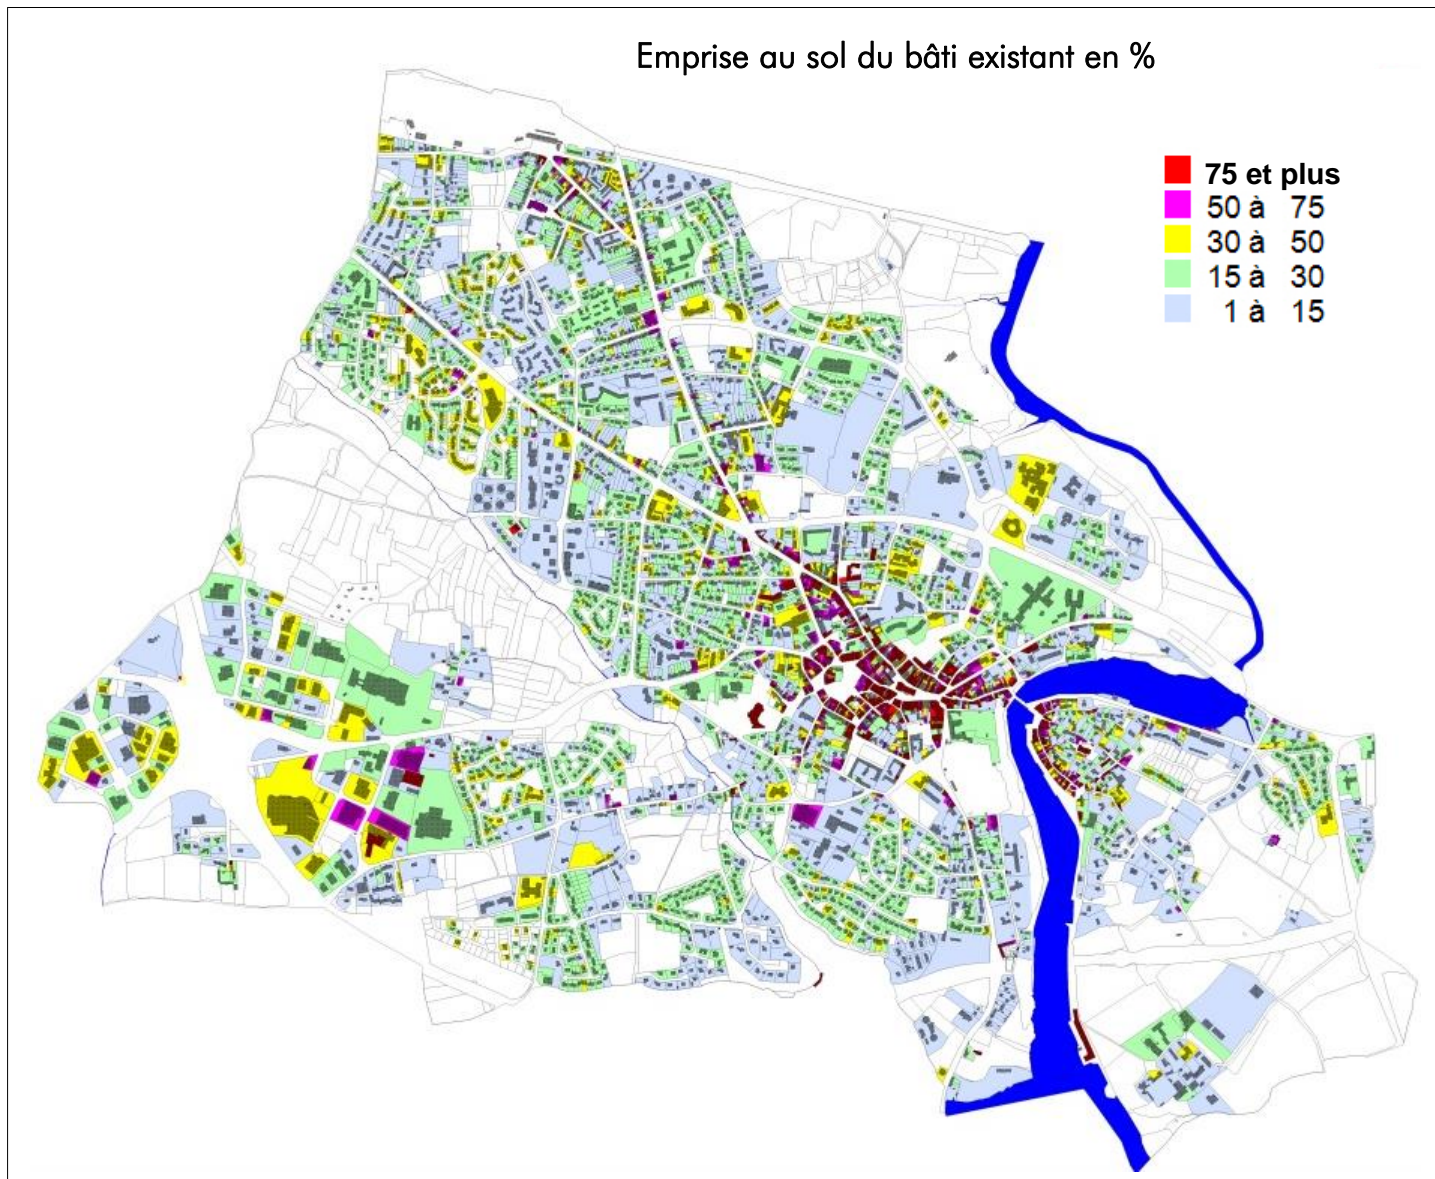 Emprise au sol du bâti existant en %
75 et plus
50 à 75
30 à 50
15 à 30
1 à 15